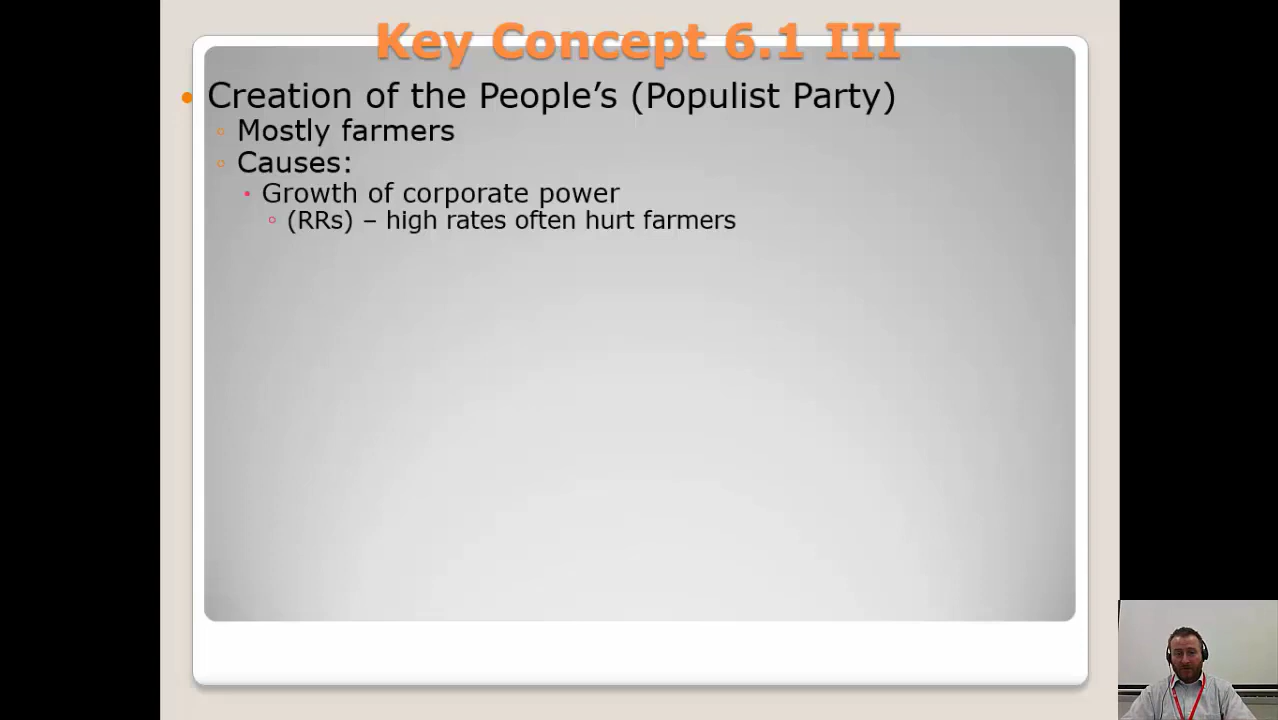 Key Concept 6.1 III
Creation of the People’s (Populist Party)
Mostly farmers
Causes:
Growth of corporate power
(RRs) – high rates often hurt farmers